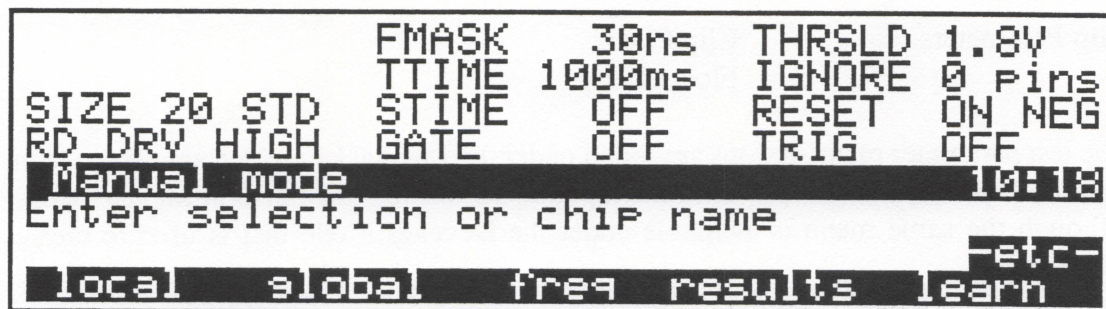 FMASK 30ns THRSLD 1.8V
TTIME 1000ms IGNORE 0 pins
SIZE 20 STD STIME OFF RESET ON NEG
RD_DRV HIGH GATE OFF TRIG OFF
Manual mode 10:18
Enter selection or chip name
-etc-
local global freq results learn